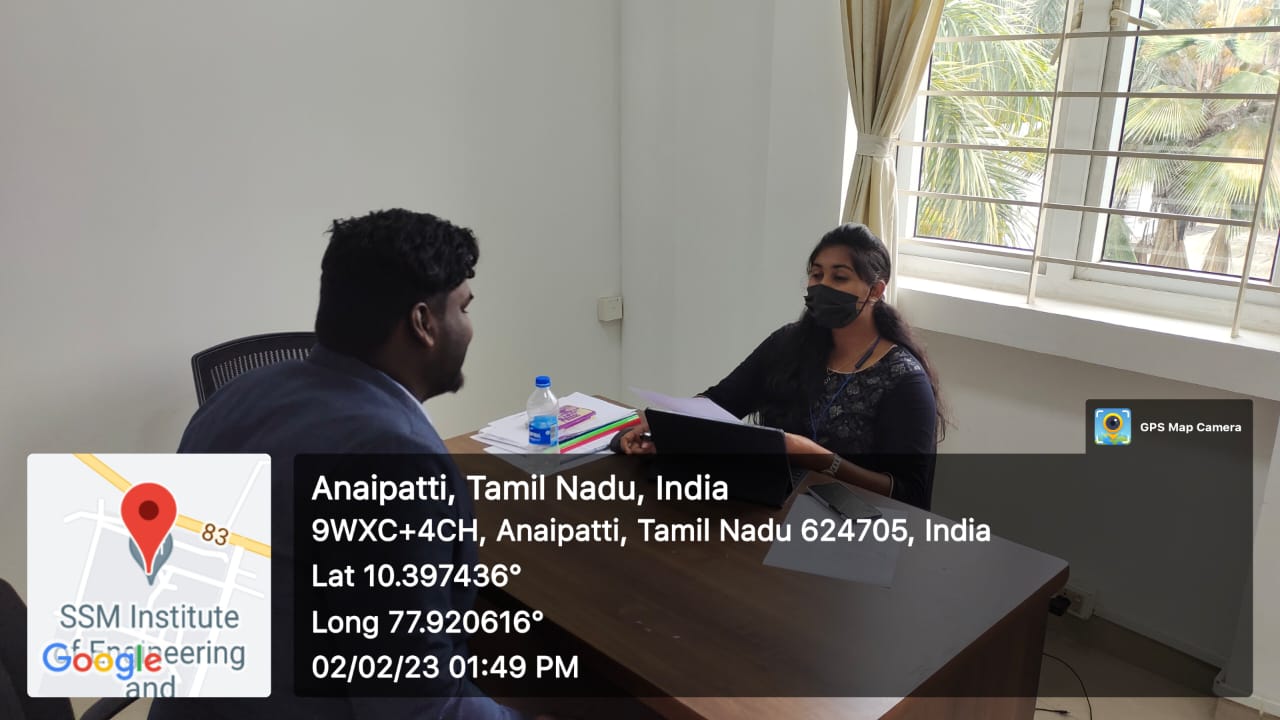 GPS Map Camera
83
SSM Institute
of Engineering
and
Google
Anaipatti, Tamil Nadu, India
9WXC+4CH, Anaipatti, Tamil Nadu 624705, India
Lat 10.397436°
Long 77.920616°
02/02/23 01:49 PM